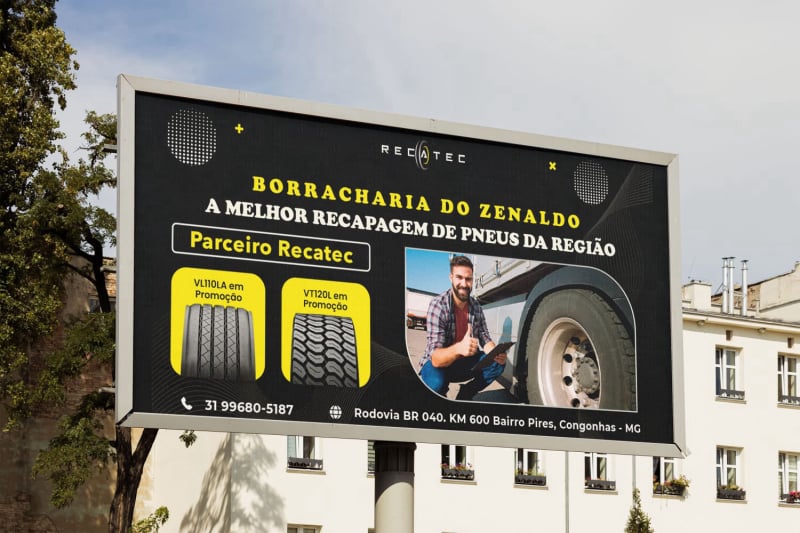 RECATEC
BORRACHARIA DO ZENALDO
A MELHOR RECAPAGEM DE PNEUS DA REGIÃO
Parceiro Recatec
VL110LA em
Promoção
VT120L em
Promoção
31 99680-5187
Rodovia BR 040. KM 600 Bairro Pires, Congonhas - MG